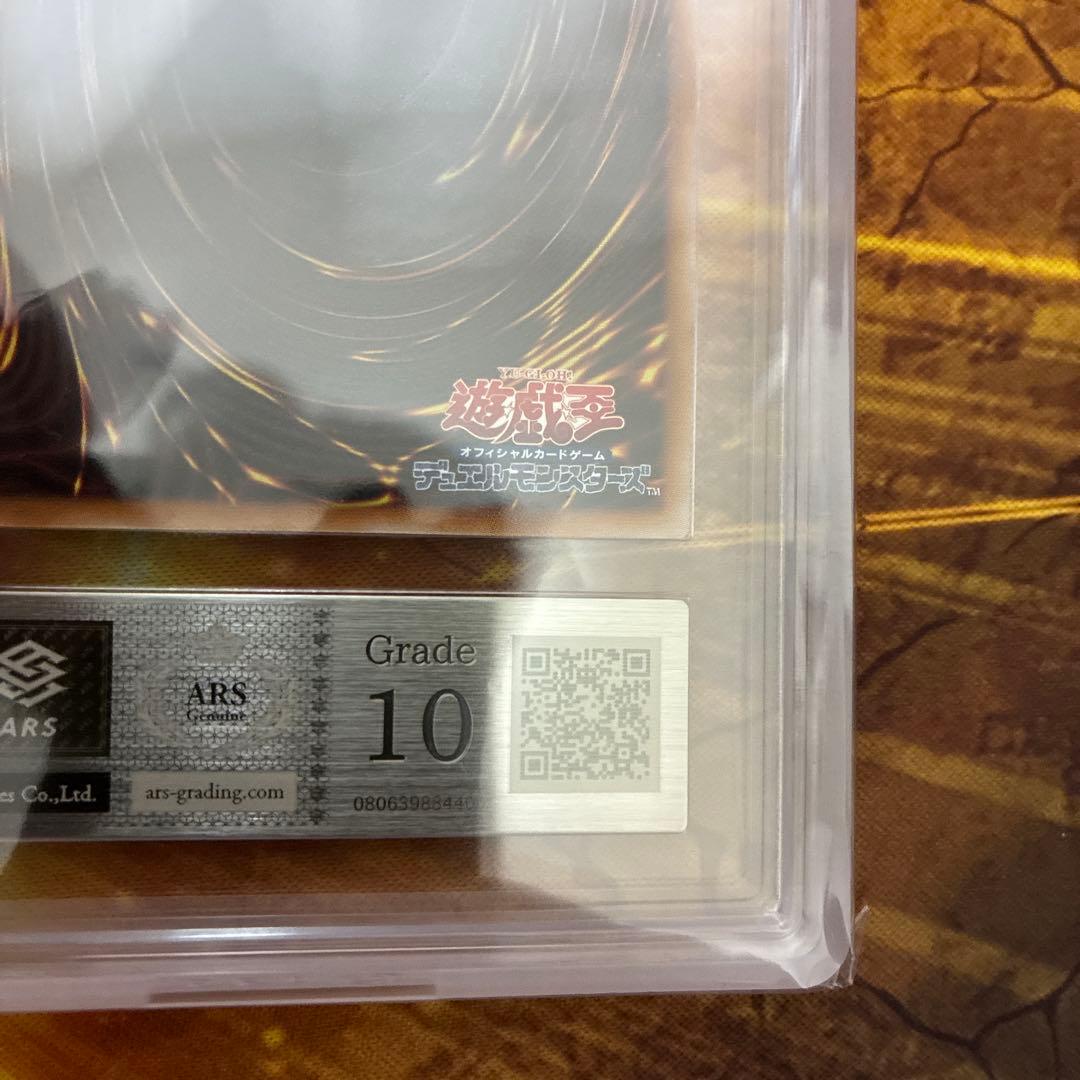 YU-GI-OH!
遊戯王
オフィシャルカードゲーム
デュエルモンスターズ™
ARS
ARS
Genuine
Grade
10
es Co.,Ltd.
ars-grading.com
08063988440